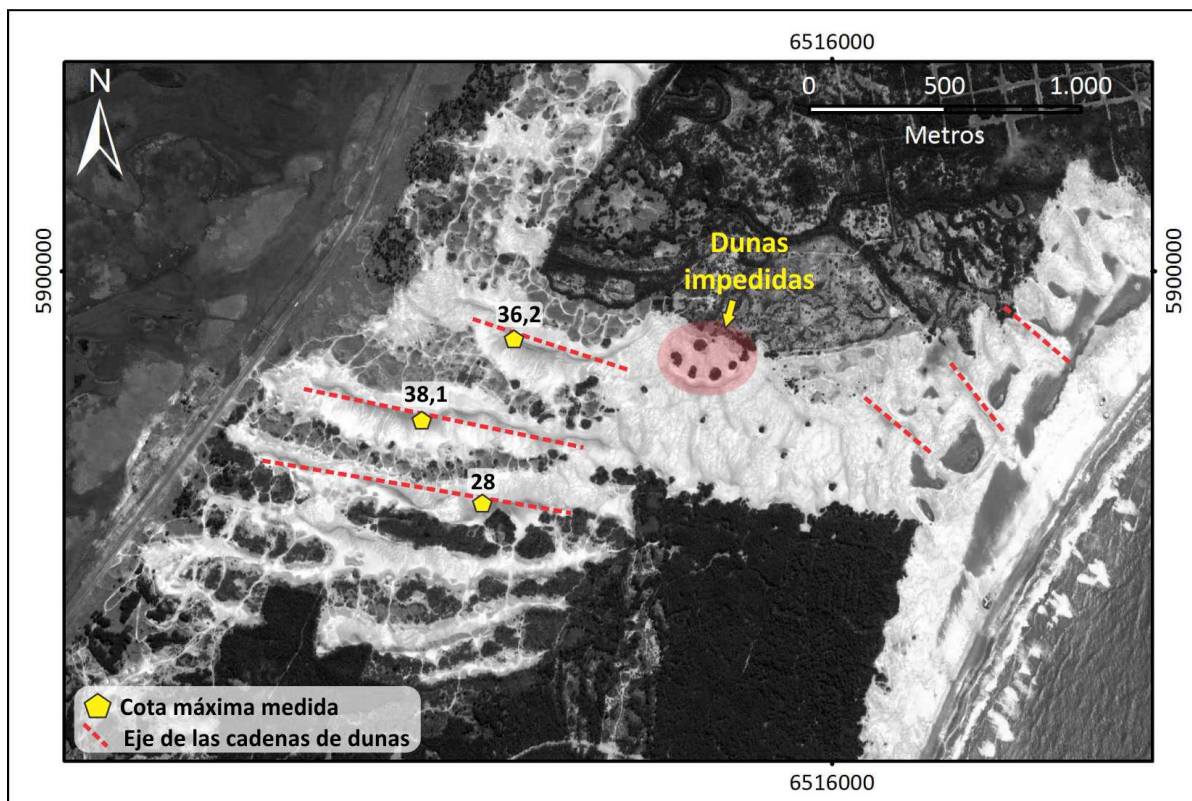 6516000
N
0 500 1.000
Metros
5900000
5900000
Dunas
impedidas
36,2
38,1
28
Cota máxima medida
Eje de las cadenas de dunas
6516000